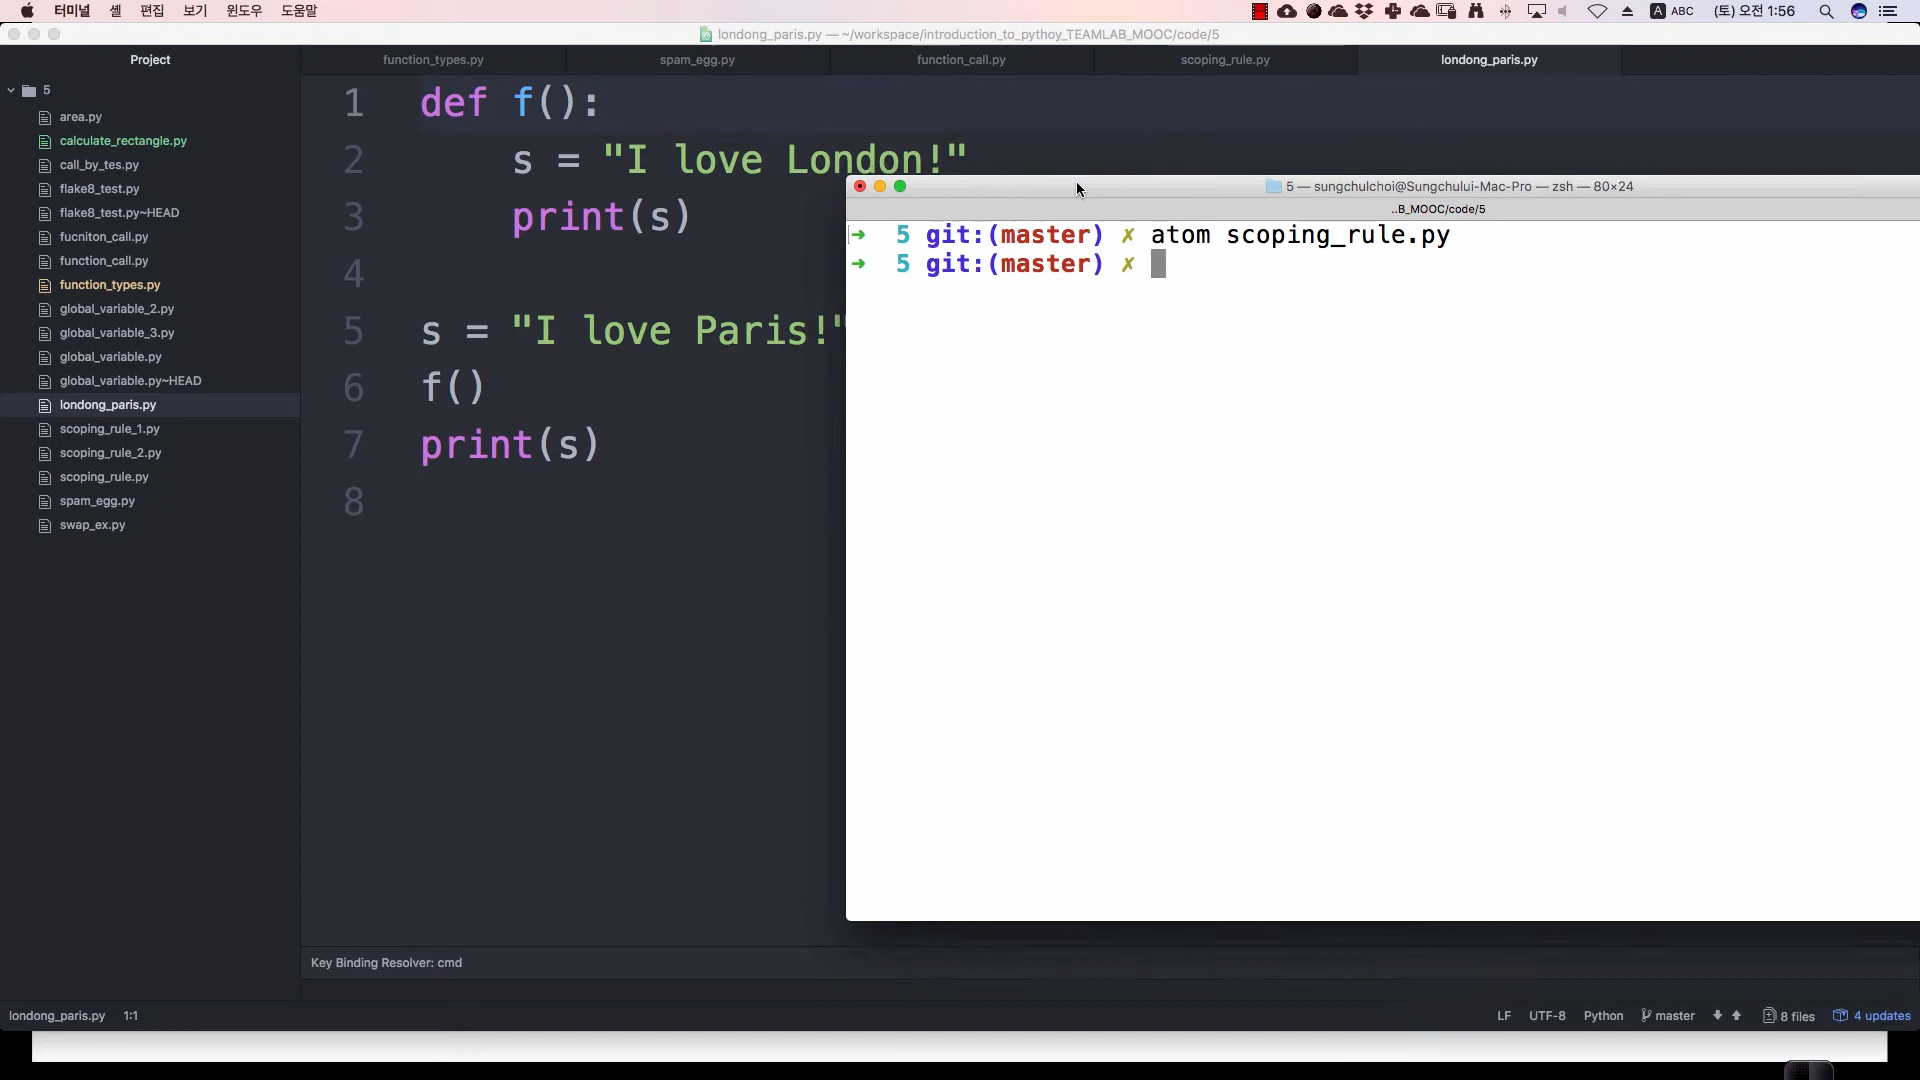 터미널 셸 편집 보기 윈도우 도움말 A ABC (토) 오전 1:56
londong_paris.py — ~/workspace/introduction_to_pythoy_TEAMLAB_MOOC/code/5
Project
function_types.py spam_egg.py function_call.py scoping_rule.py londong_paris.py
5
area.py
calculate_rectangle.py
call_by_tes.py
flake8_test.py
flake8_test.py~HEAD
fucniton_call.py
function_call.py
function_types.py
global_variable_2.py
global_variable_3.py
global_variable.py
global_variable.py~HEAD
londong_paris.py
scoping_rule_1.py
scoping_rule_2.py
scoping_rule.py
spam_egg.py
swap_ex.py
1 def f():
2 s = "I love London!"
3 print(s)
4
5 s = "I love Paris!"
6 f()
7 print(s)
8
5 — sungchulchoi@Sungchului-Mac-Pro — zsh — 80×24
..B_MOOC/code/5
[➜ 5 git:(master) ✗ atom scoping_rule.py
➜ 5 git:(master) ✗
Key Binding Resolver: cmd
londong_paris.py 1:1 LF UTF-8 Python master 8 files 4 updates